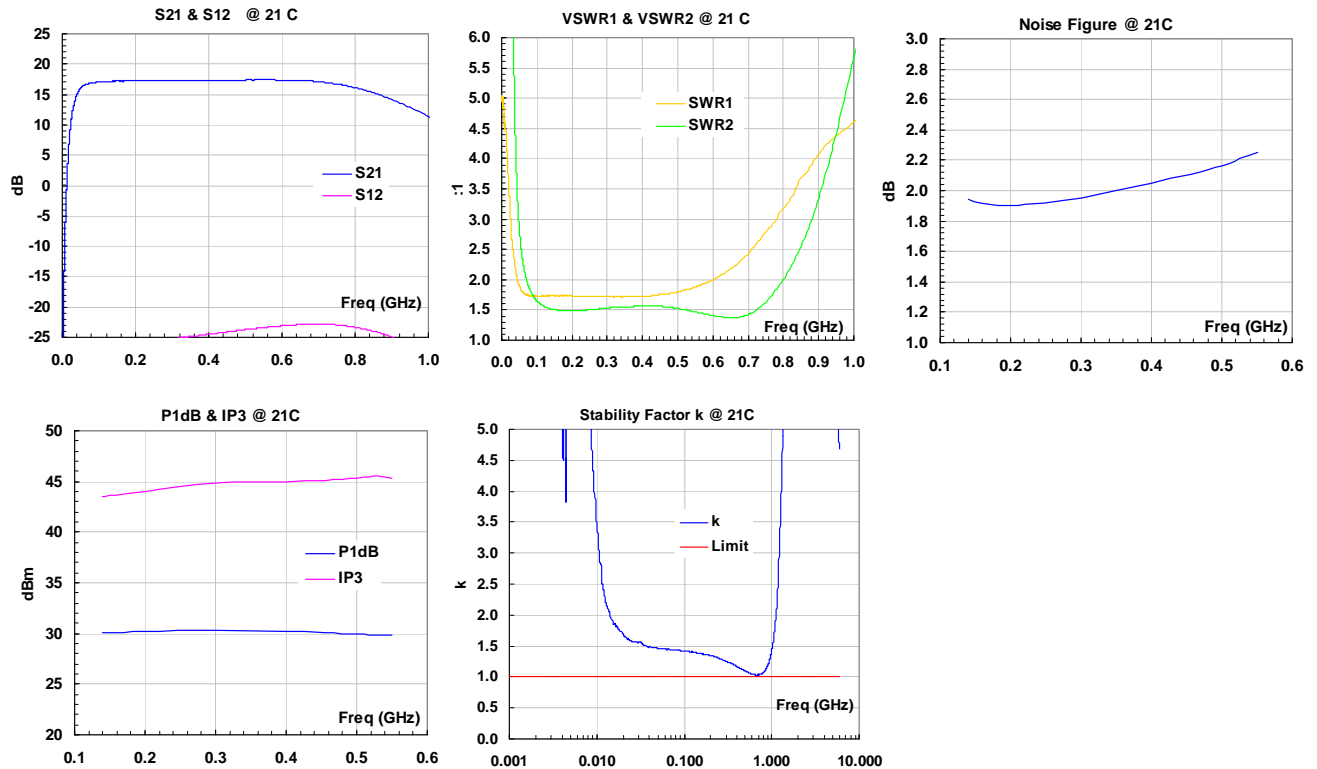 S21 & S12 @ 21 C
25
20
15
10
5
0
-5
-10
-15
-20
-25
dB
S21
S12
Freq (GHz)
0.0 0.2 0.4 0.6 0.8 1.0
VSWR1 & VSWR2 @ 21 C
6.0
5.5
5.0
4.5
4.0
3.5
3.0
2.5
2.0
1.5
1.0
:1
SWR1
SWR2
Freq (GHz)
0.0 0.1 0.2 0.3 0.4 0.5 0.6 0.7 0.8 0.9 1.0
Noise Figure @ 21C
3.0
2.8
2.6
2.4
2.2
2.0
1.8
1.6
1.4
1.2
1.0
dB
Freq (GHz)
0.1 0.2 0.3 0.4 0.5 0.6
P1dB & IP3 @ 21C
50
45
40
35
30
25
20
dBm
P1dB
IP3
Freq (GHz)
0.1 0.2 0.3 0.4 0.5 0.6
Stability Factor k @ 21C
5.0
4.5
4.0
3.5
3.0
2.5
2.0
1.5
1.0
0.5
0.0
k
k
Limit
Freq (GHz)
0.001 0.010 0.100 1.000 10.000